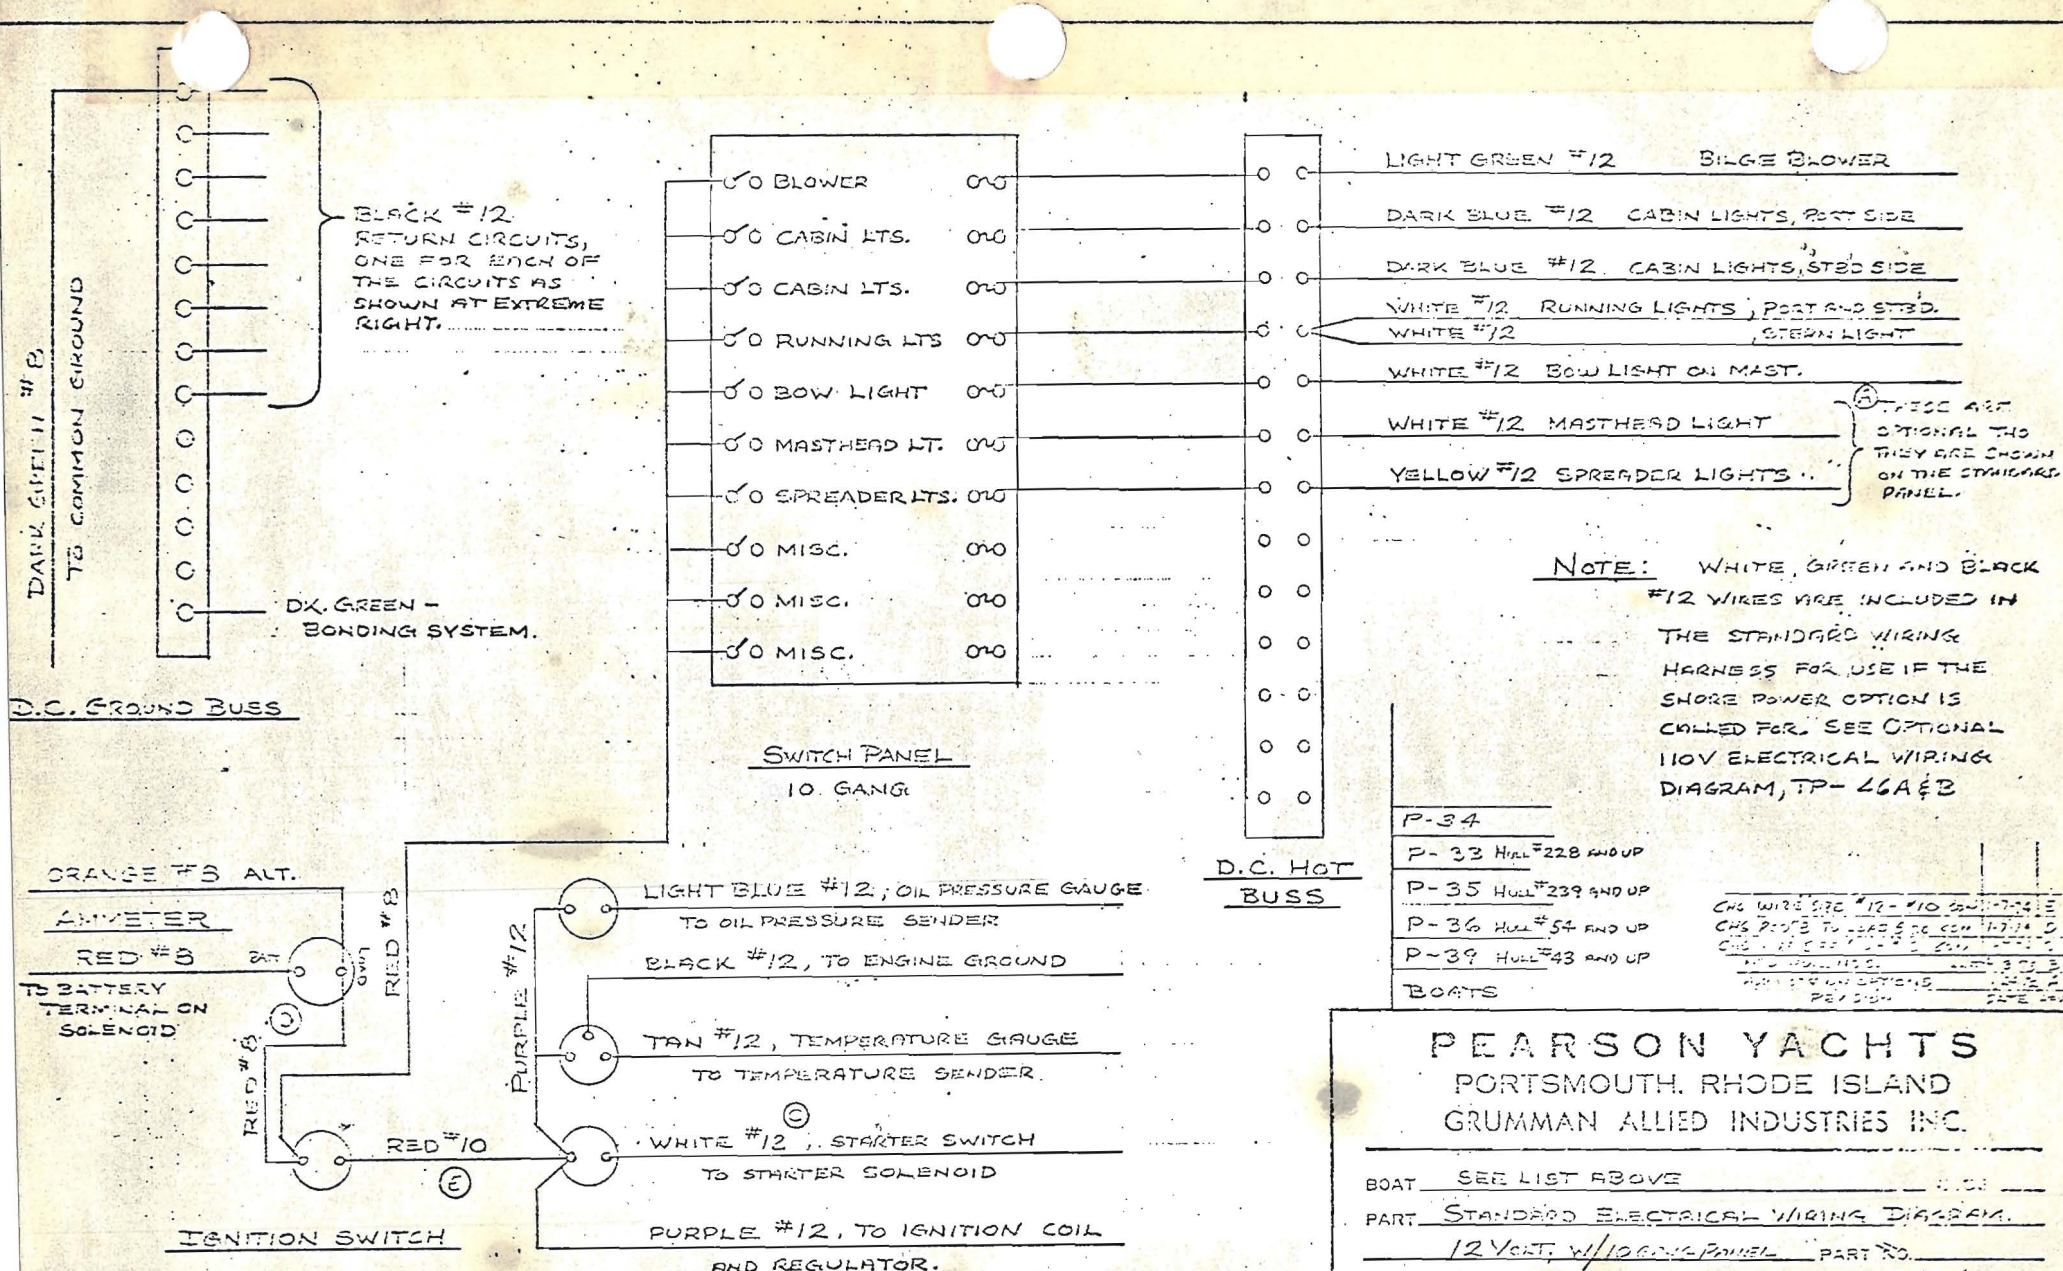 DARK GREEN #8
TO COMMON GROUND
BLACK #12
RETURN CIRCUITS,
ONE FOR EACH OF
THE CIRCUITS AS
SHOWN AT EXTREME
RIGHT.
DK. GREEN -
BONDING SYSTEM.
D.C. GROUND BUSS
BLOWER
CABIN LTS.
CABIN LTS.
RUNNING LTS
BOW LIGHT
MASTHEAD LT.
SPREADER LTS.
MISC.
MISC.
MISC.
SWITCH PANEL
10 GANG
LIGHT GREEN #12 BILGE BLOWER
DARK BLUE #12 CABIN LIGHTS, PORT SIDE
DARK BLUE #12 CABIN LIGHTS, STB'D SIDE
WHITE #12 RUNNING LIGHTS, PORT AND STB'D.
WHITE #12 , STERN LIGHT
WHITE #12 BOW LIGHT ON MAST.
WHITE #12 MASTHEAD LIGHT
YELLOW #12 SPREADER LIGHTS
A THESE ARE
OPTIONAL THO
THEY ARE SHOWN
ON THE STANDARD
PANEL.
D.C. HOT
BUSS
NOTE: WHITE, GREEN AND BLACK
#12 WIRES ARE INCLUDED IN
THE STANDARD WIRING
HARNESS FOR USE IF THE
SHORE POWER OPTION IS
CALLED FOR. SEE OPTIONAL
110V ELECTRICAL WIRING
DIAGRAM, TP- 46A & B
ORANGE #8 ALT.
AMMETER
RED #8
BAT
LOAD
TO BATTERY
TERMINAL ON
SOLENOID
D
RED #8
RED #8
RED #10
E
IGNITION SWITCH
PURPLE #12
LIGHT BLUE #12, OIL PRESSURE GAUGE
TO OIL PRESSURE SENDER
BLACK #12, TO ENGINE GROUND
TAN #12, TEMPERATURE GAUGE
TO TEMPERATURE SENDER
C
WHITE #12, STARTER SWITCH
TO STARTER SOLENOID
PURPLE #12, TO IGNITION COIL
AND REGULATOR.
P-34
P-33 HULL #228 AND UP
P-35 HULL #239 AND UP
P-36 HULL #54 AND UP
P-39 HULL #43 AND UP
BOATS
CHG WIRE SIZE #12 - #10
REVISION DATE
PEARSON YACHTS
PORTSMOUTH, RHODE ISLAND
GRUMMAN ALLIED INDUSTRIES INC.
BOAT SEE LIST ABOVE
PART STANDARD ELECTRICAL WIRING DIAGRAM.
12 VOLT, W/10 GANG PANEL PART NO.